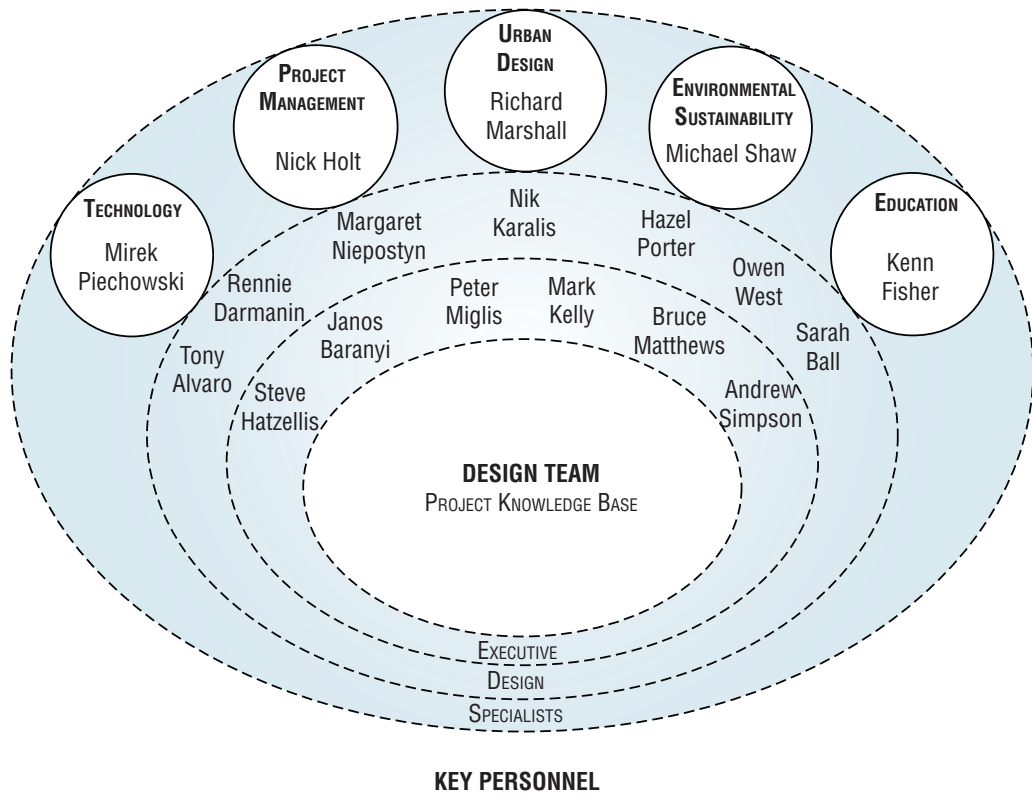 URBAN
DESIGN
Richard
Marshall
PROJECT
MANAGEMENT
Nick Holt
ENVIRONMENTAL
SUSTAINABILITY
Michael Shaw
TECHNOLOGY
Mirek
Piechowski
EDUCATION
Kenn
Fisher
Tony
Alvaro
Rennie
Darmanin
Margaret
Niepostyn
Nik
Karalis
Hazel
Porter
Owen
West
Sarah
Ball
Steve
Hatzellis
Janos
Baranyi
Peter
Miglis
Mark
Kelly
Bruce
Matthews
Andrew
Simpson
DESIGN TEAM
PROJECT KNOWLEDGE BASE
EXECUTIVE
DESIGN
SPECIALISTS
KEY PERSONNEL